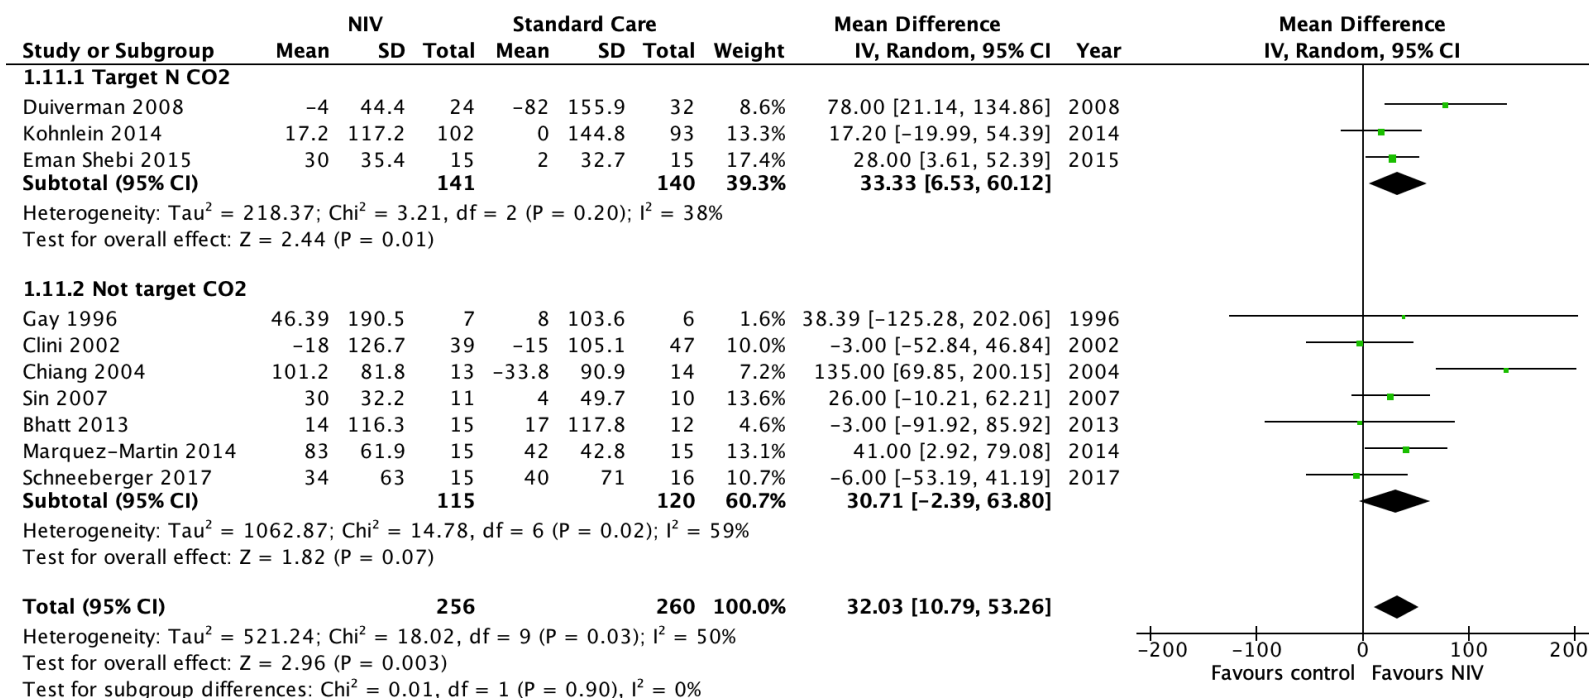 NIV Standard Care Mean Difference Mean Difference
Study or Subgroup Mean SD Total Mean SD Total Weight IV, Random, 95% CI Year IV, Random, 95% CI
1.11.1 Target N CO2
Duiverman 2008 −4 44.4 24 −82 155.9 32 8.6% 78.00 [21.14, 134.86] 2008
Kohnlein 2014 17.2 117.2 102 0 144.8 93 13.3% 17.20 [−19.99, 54.39] 2014
Eman Shebi 2015 30 35.4 15 2 32.7 15 17.4% 28.00 [3.61, 52.39] 2015
Subtotal (95% CI) 141 140 39.3% 33.33 [6.53, 60.12]
Heterogeneity: Tau² = 218.37; Chi² = 3.21, df = 2 (P = 0.20); I² = 38%
Test for overall effect: Z = 2.44 (P = 0.01)
1.11.2 Not target CO2
Gay 1996 46.39 190.5 7 8 103.6 6 1.6% 38.39 [−125.28, 202.06] 1996
Clini 2002 −18 126.7 39 −15 105.1 47 10.0% −3.00 [−52.84, 46.84] 2002
Chiang 2004 101.2 81.8 13 −33.8 90.9 14 7.2% 135.00 [69.85, 200.15] 2004
Sin 2007 30 32.2 11 4 49.7 10 13.6% 26.00 [−10.21, 62.21] 2007
Bhatt 2013 14 116.3 15 17 117.8 12 4.6% −3.00 [−91.92, 85.92] 2013
Marquez−Martin 2014 83 61.9 15 42 42.8 15 13.1% 41.00 [2.92, 79.08] 2014
Schneeberger 2017 34 63 15 40 71 16 10.7% −6.00 [−53.19, 41.19] 2017
Subtotal (95% CI) 115 120 60.7% 30.71 [−2.39, 63.80]
Heterogeneity: Tau² = 1062.87; Chi² = 14.78, df = 6 (P = 0.02); I² = 59%
Test for overall effect: Z = 1.82 (P = 0.07)
Total (95% CI) 256 260 100.0% 32.03 [10.79, 53.26]
Heterogeneity: Tau² = 521.24; Chi² = 18.02, df = 9 (P = 0.03); I² = 50%
Test for overall effect: Z = 2.96 (P = 0.003)
Test for subgroup differences: Chi² = 0.01, df = 1 (P = 0.90), I² = 0%
−200 −100 0 100 200
Favours control Favours NIV